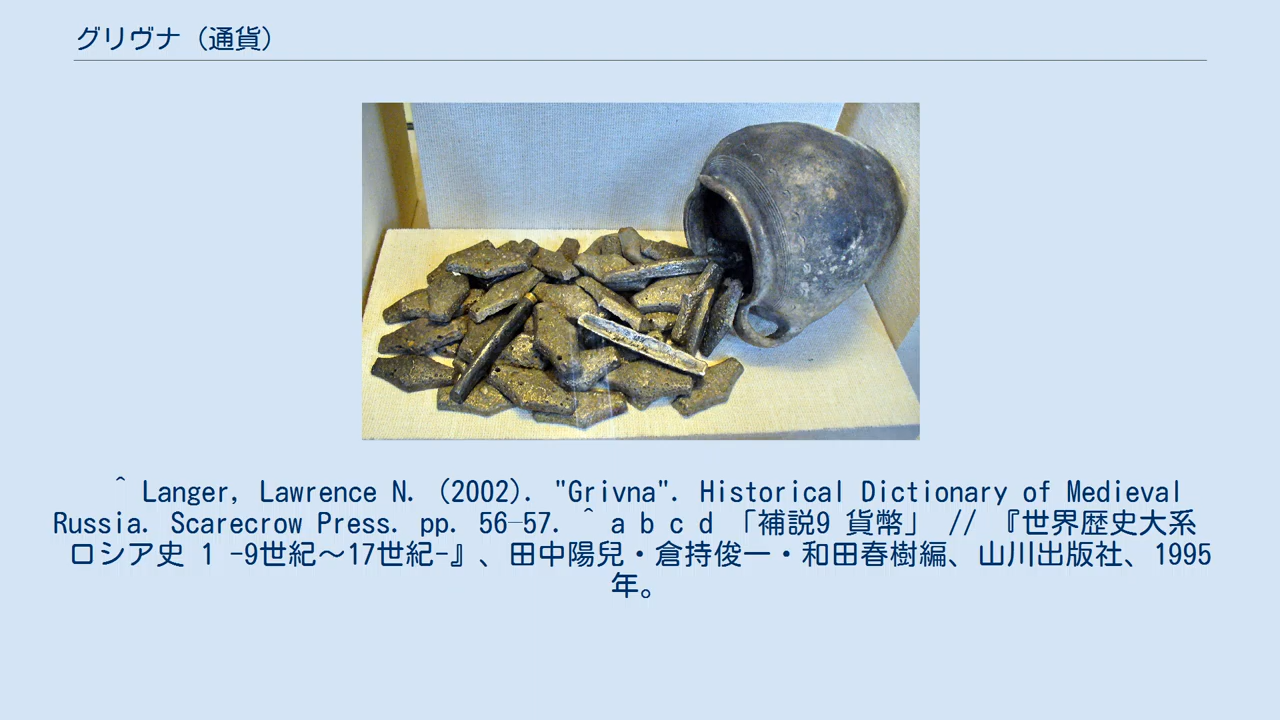 グリヴナ（通貨）
^ Langer, Lawrence N. (2002). "Grivna". Historical Dictionary of Medieval
Russia. Scarecrow Press. pp. 56–57. ^ a b c d 「補説9 貨幣」 // 『世界歴史大系
ロシア史 1 -9世紀～17世紀-』、田中陽兒・倉持俊一・和田春樹編、山川出版社、1995
年。